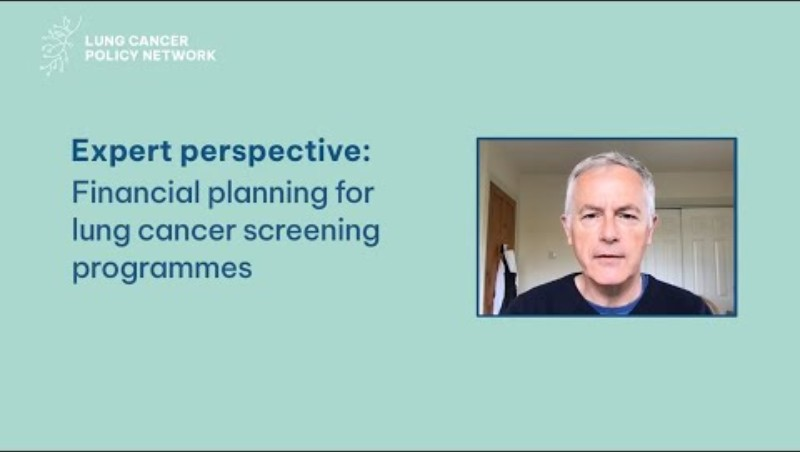 LUNG CANCER
POLICY NETWORK
Expert perspective:
Financial planning for
lung cancer screening
programmes